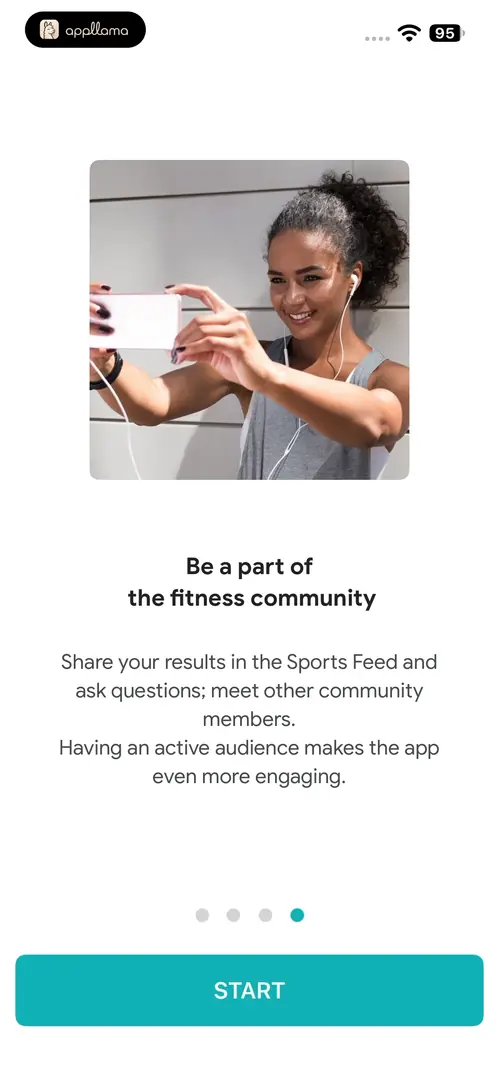 appllama
95
Be a part of
the fitness community
Share your results in the Sports Feed and
ask questions; meet other community
members.
Having an active audience makes the app
even more engaging.
START